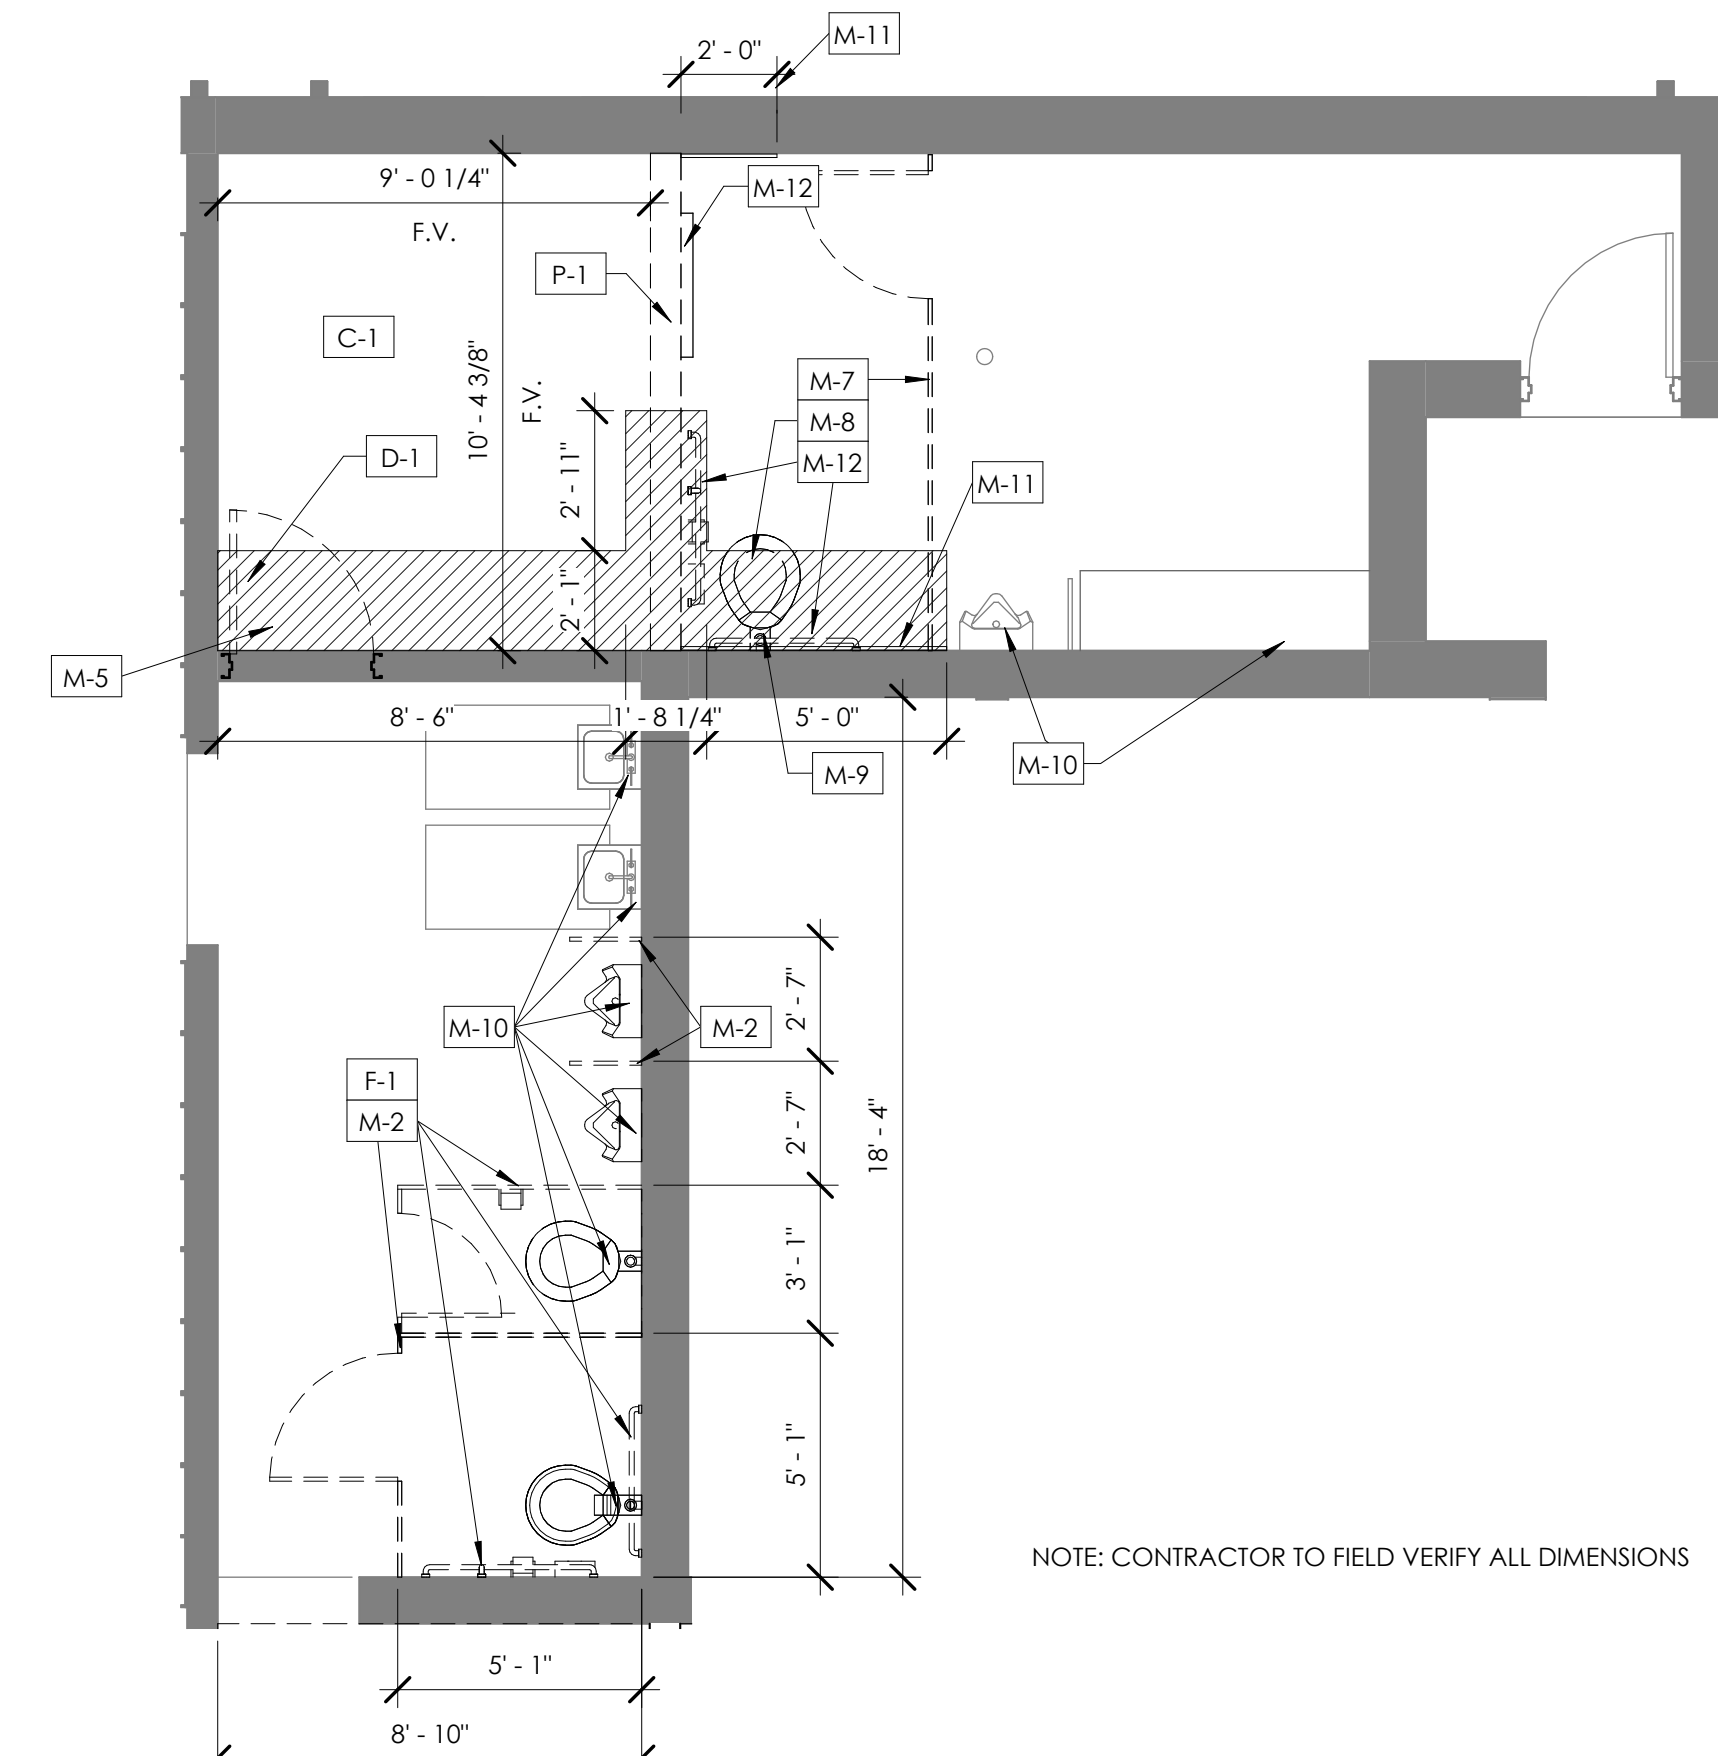 2' - 0"
M-11
9' - 0 1/4"
F.V.
M-12
P-1
C-1
10' - 4 3/8"
F.V.
M-7
M-8
M-12
D-1
2' - 11"
M-11
2' - 1"
M-5
8' - 6"
1' - 8 1/4"
5' - 0"
M-9
M-10
M-10
M-2
2' - 7"
F-1
M-2
2' - 7"
18' - 4"
3' - 1"
5' - 1"
NOTE: CONTRACTOR TO FIELD VERIFY ALL DIMENSIONS
5' - 1"
8' - 10"